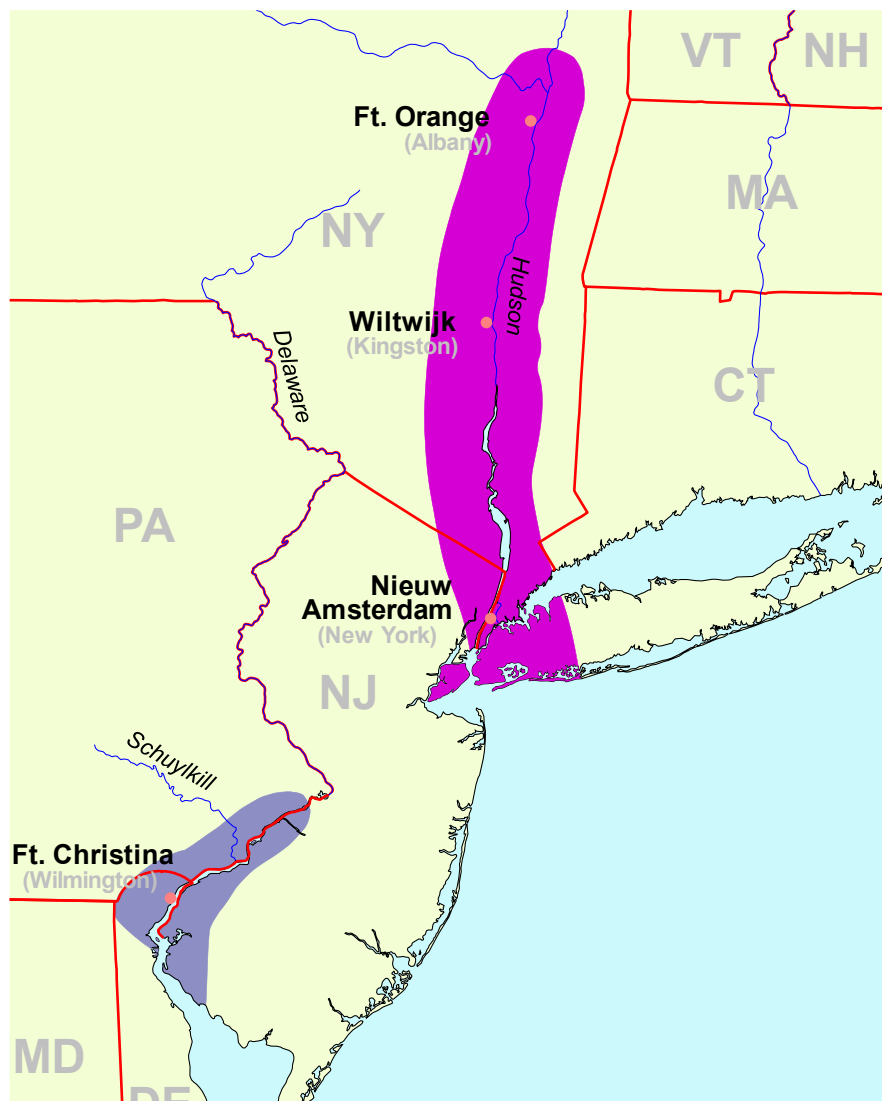 VT
NH
Ft. Orange
(Albany)
MA
NY
Hudson
Wiltwijk
(Kingston)
Delaware
CT
PA
Nieuw
Amsterdam
(New York)
NJ
Schuylkill
Ft. Christina
(Wilmington)
MD
DE